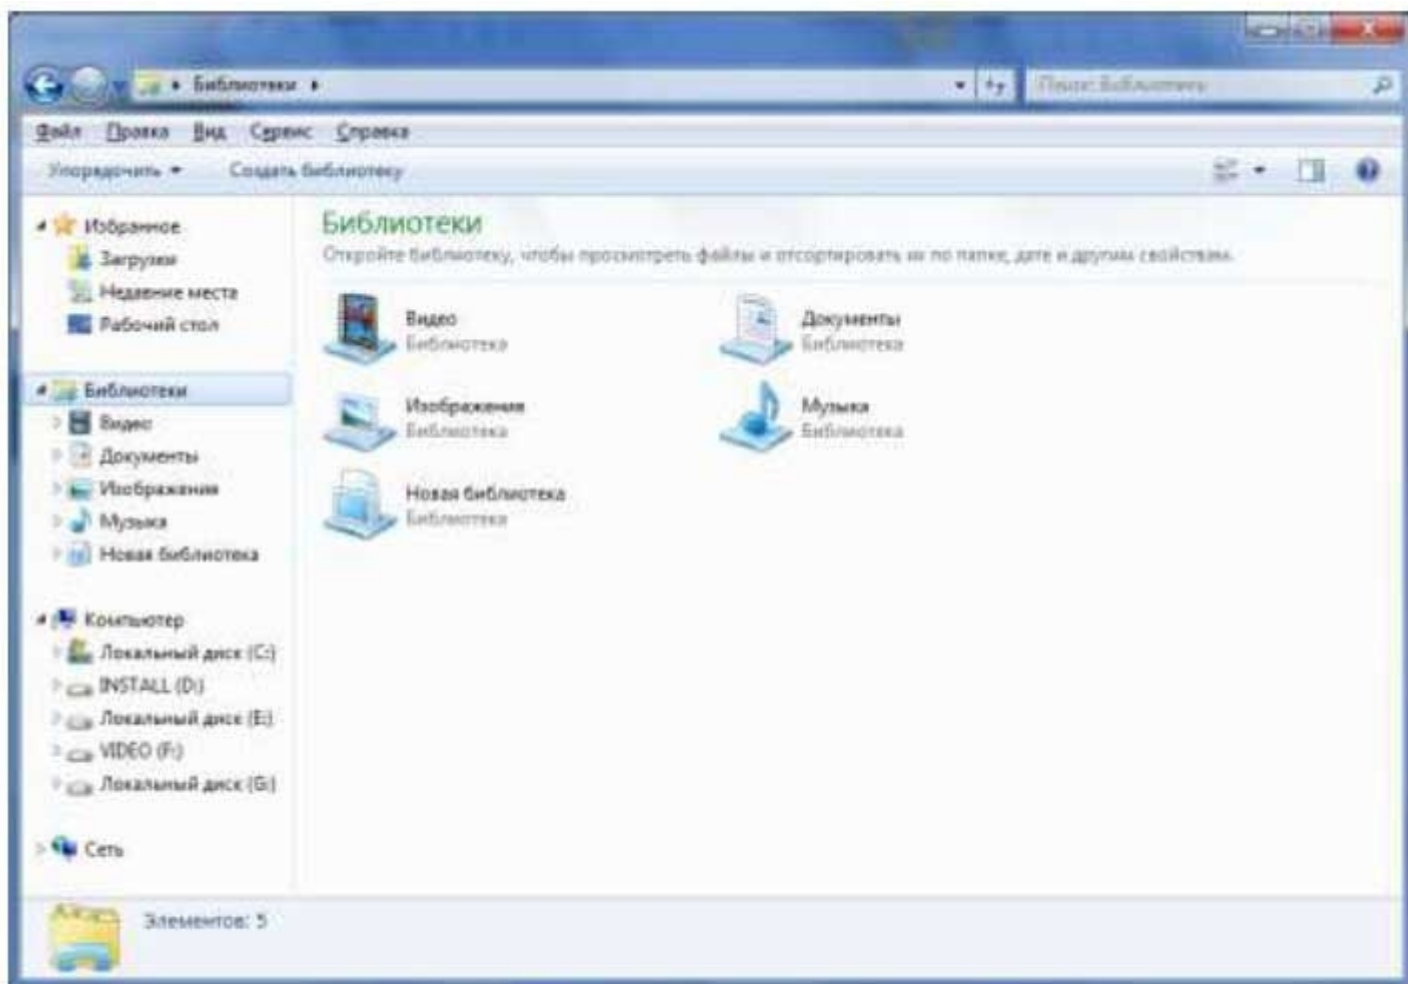 Библиотеки
Поиск: Библиотеки
Файл Правка Вид Сервис Справка
Упорядочить Создать библиотеку
Избранное
Загрузки
Недавние места
Рабочий стол
Библиотеки
Видео
Документы
Изображения
Музыка
Новая библиотека
Компьютер
Локальный диск (C:)
INSTALL (D:)
Локальный диск (E:)
VIDEO (F:)
Локальный диск (G:)
Сеть
Библиотеки
Откройте библиотеку, чтобы просмотреть файлы и отсортировать их по папке, дате и другим свойствам.
Видео
Библиотека
Документы
Библиотека
Изображения
Библиотека
Музыка
Библиотека
Новая библиотека
Библиотека
Элементов: 5